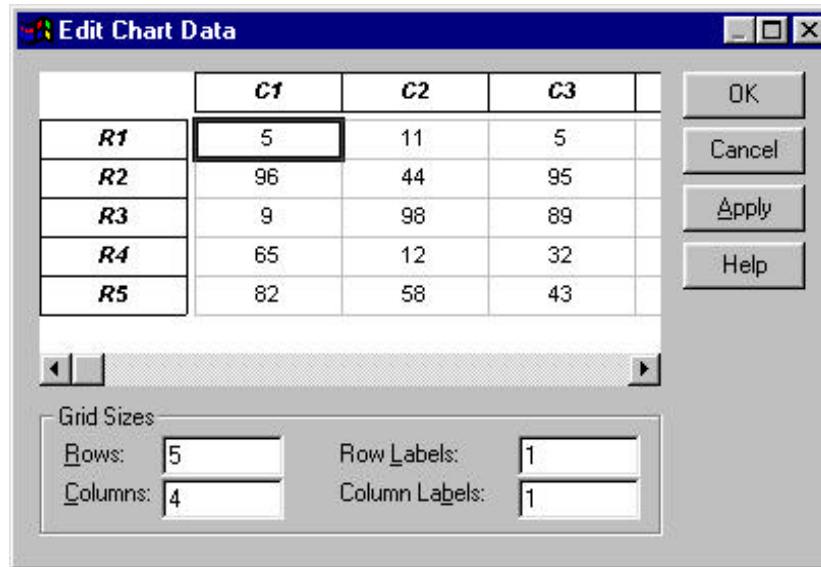 Edit Chart Data
C1 C2 C3
R1 5 11 5
R2 96 44 95
R3 9 98 89
R4 65 12 32
R5 82 58 43
OK
Cancel
Apply
Help
Grid Sizes
Rows: 5 Row Labels: 1
Columns: 4 Column Labels: 1